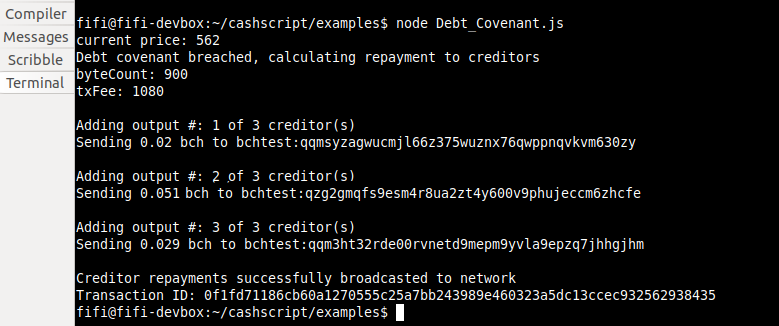 Compiler
Messages
Scribble
Terminal
fifi@fifi-devbox:~/cashscript/examples$ node Debt_Covenant.js
current price: 562
Debt covenant breached, calculating repayment to creditors
byteCount: 900
txFee: 1080
Adding output #: 1 of 3 creditor(s)
Sending 0.02 bch to bchtest:qqmsyzagwucmjl66z375wuznx76qwppnqvkvm630zy
Adding output #: 2 of 3 creditor(s)
Sending 0.051 bch to bchtest:qzg2gmqfs9esm4r8ua2zt4y600v9phujeccm6zhcfe
Adding output #: 3 of 3 creditor(s)
Sending 0.029 bch to bchtest:qqm3ht32rde00rvnetd9mepm9yvla9epzq7jhhgjhm
Creditor repayments successfully broadcasted to network
Transaction ID: 0f1fd71186cb60a1270555c25a7bb243989e460323a5dc13ccec932562938435
fifi@fifi-devbox:~/cashscript/examples$